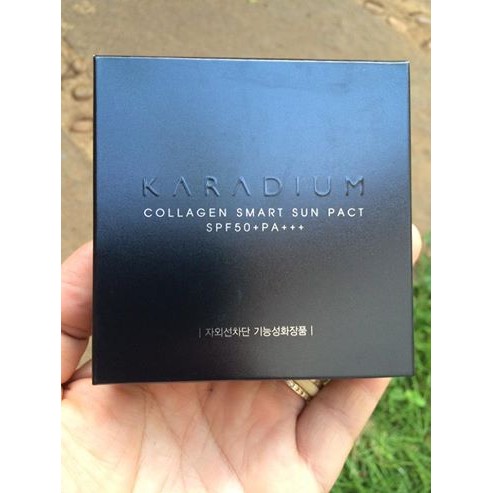 KARADIUM
COLLAGEN SMART SUN PACT
SPF50+PA+++
| 자외선차단 기능성화장품 |